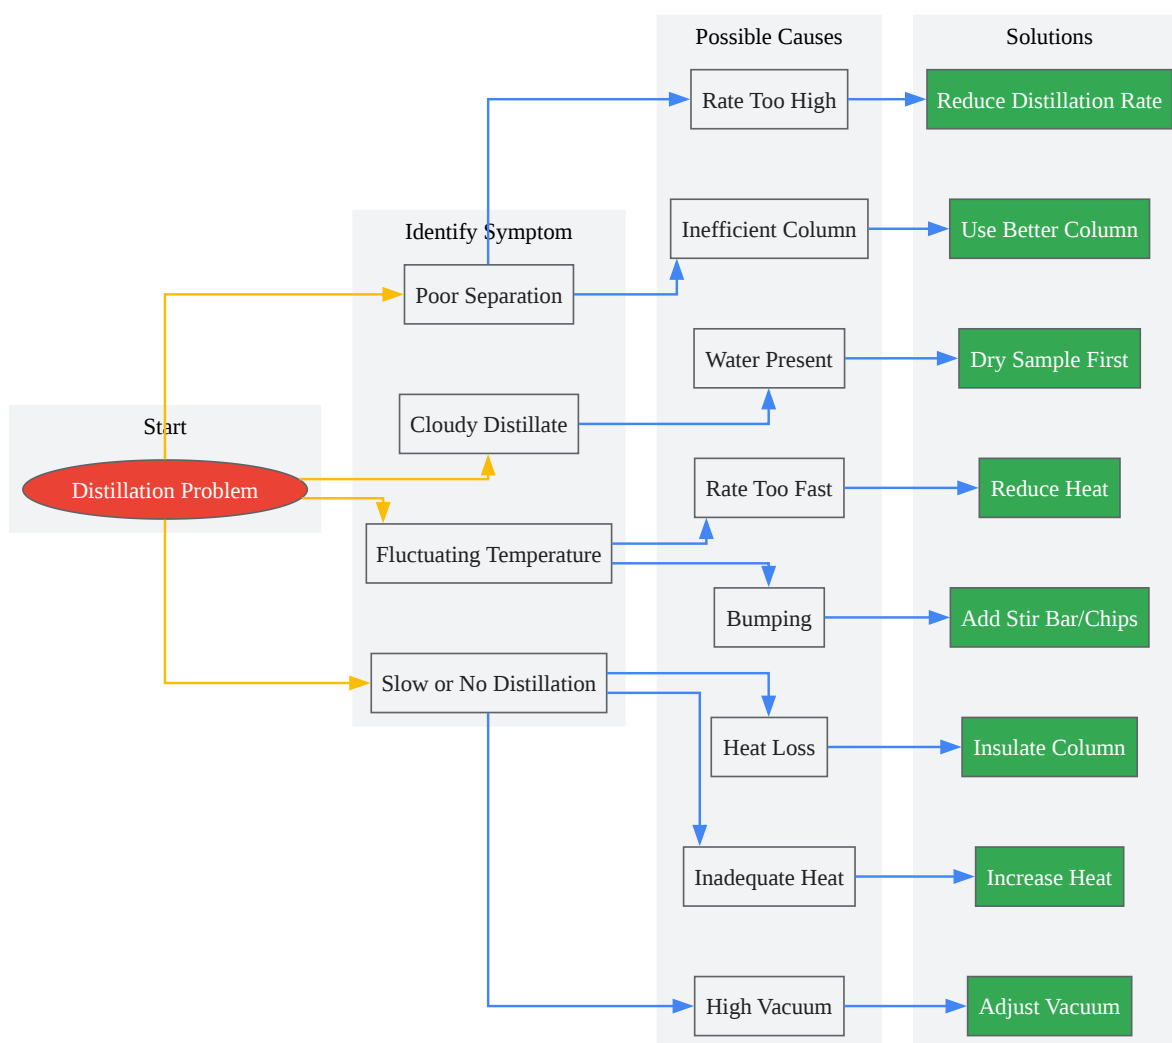 Start
Distillation Problem
Identify Symptom
Poor Separation
Cloudy Distillate
Fluctuating Temperature
Slow or No Distillation
Possible Causes
Rate Too High
Inefficient Column
Water Present
Rate Too Fast
Bumping
Heat Loss
Inadequate Heat
High Vacuum
Solutions
Reduce Distillation Rate
Use Better Column
Dry Sample First
Reduce Heat
Add Stir Bar/Chips
Insulate Column
Increase Heat
Adjust Vacuum